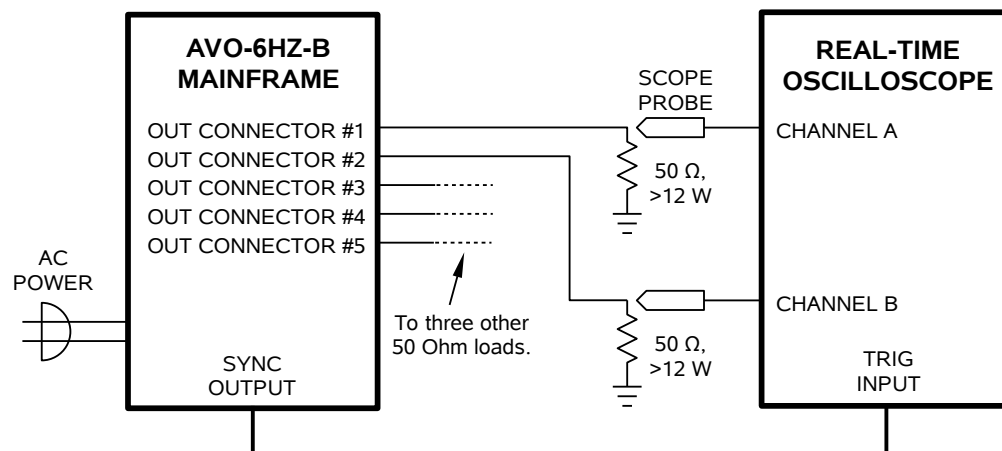 AVO-6HZ-B
MAINFRAME
OUT CONNECTOR #1
OUT CONNECTOR #2
OUT CONNECTOR #3
OUT CONNECTOR #4
OUT CONNECTOR #5
AC
POWER
SYNC
OUTPUT
To three other
50 Ohm loads.
SCOPE
PROBE
50 Ω,
>12 W
50 Ω,
>12 W
REAL-TIME
OSCILLOSCOPE
CHANNEL A
CHANNEL B
TRIG
INPUT